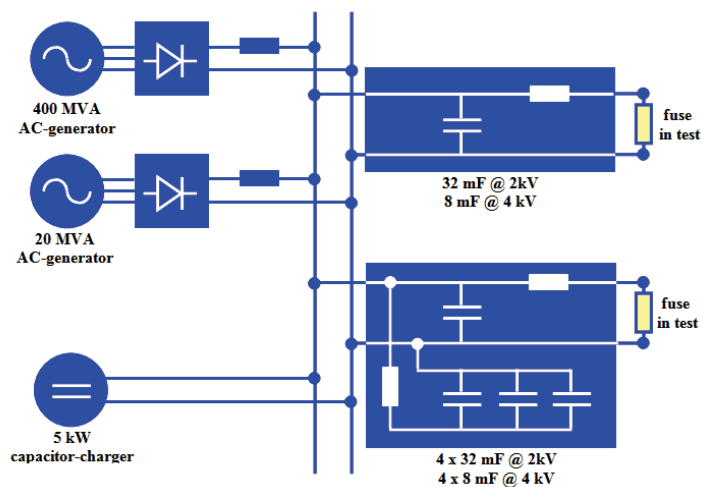 400 MVA
AC-generator
20 MVA
AC-generator
5 kW
capacitor-charger
fuse
in test
32 mF @ 2kV
8 mF @ 4 kV
fuse
in test
4 x 32 mF @ 2kV
4 x 8 mF @ 4 kV